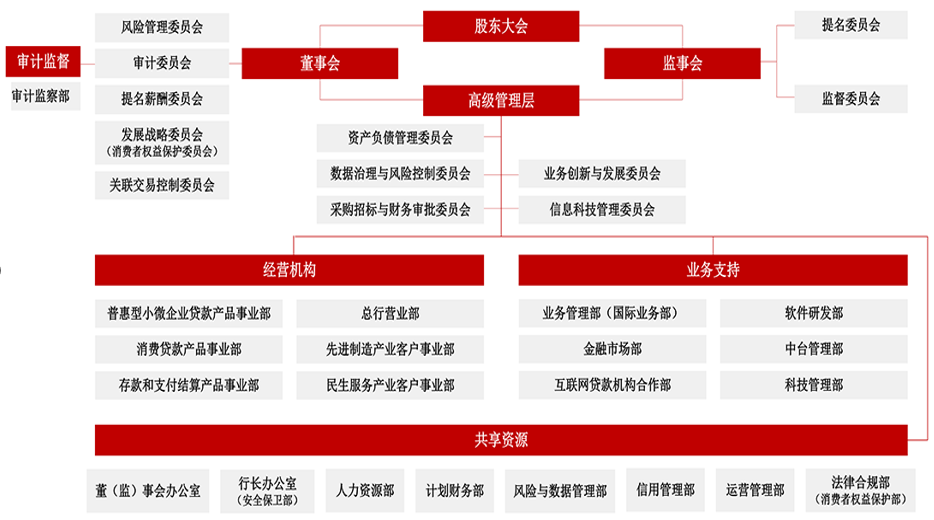 风险管理委员会
股东大会
提名委员会
审计监督
审计委员会
董事会
监事会
审计监察部
提名薪酬委员会
高级管理层
监督委员会
发展战略委员会
（消费者权益保护委员会）
资产负债管理委员会
关联交易控制委员会
数据治理与风险控制委员会
业务创新与发展委员会
采购招标与财务审批委员会
信息科技管理委员会
经营机构
业务支持
普惠型小微企业贷款产品事业部
总行营业部
业务管理部（国际业务部）
软件研发部
消费贷款产品事业部
先进制造产业客户事业部
金融市场部
中台管理部
存款和支付结算产品事业部
民生服务产业客户事业部
互联网贷款机构合作部
科技管理部
共享资源
董（监）事会办公室
行长办公室
（安全保卫部）
人力资源部
计划财务部
风险与数据管理部
信用管理部
运营管理部
法律合规部
（消费者权益保护部）